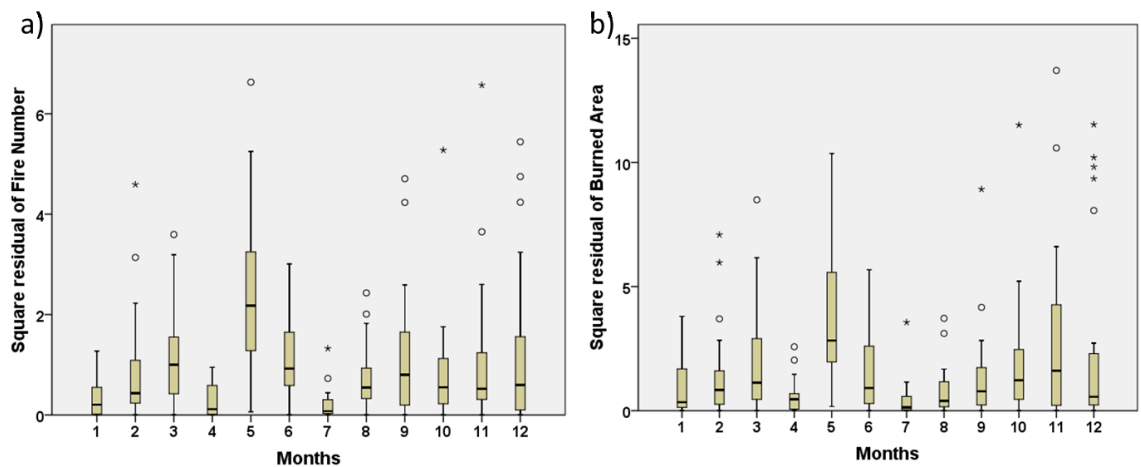 a)
Square residual of Fire Number
6
4
2
0
1 2 3 4 5 6 7 8 9 10 11 12
Months
b)
Square residual of Burned Area
15
10
5
0
1 2 3 4 5 6 7 8 9 10 11 12
Months